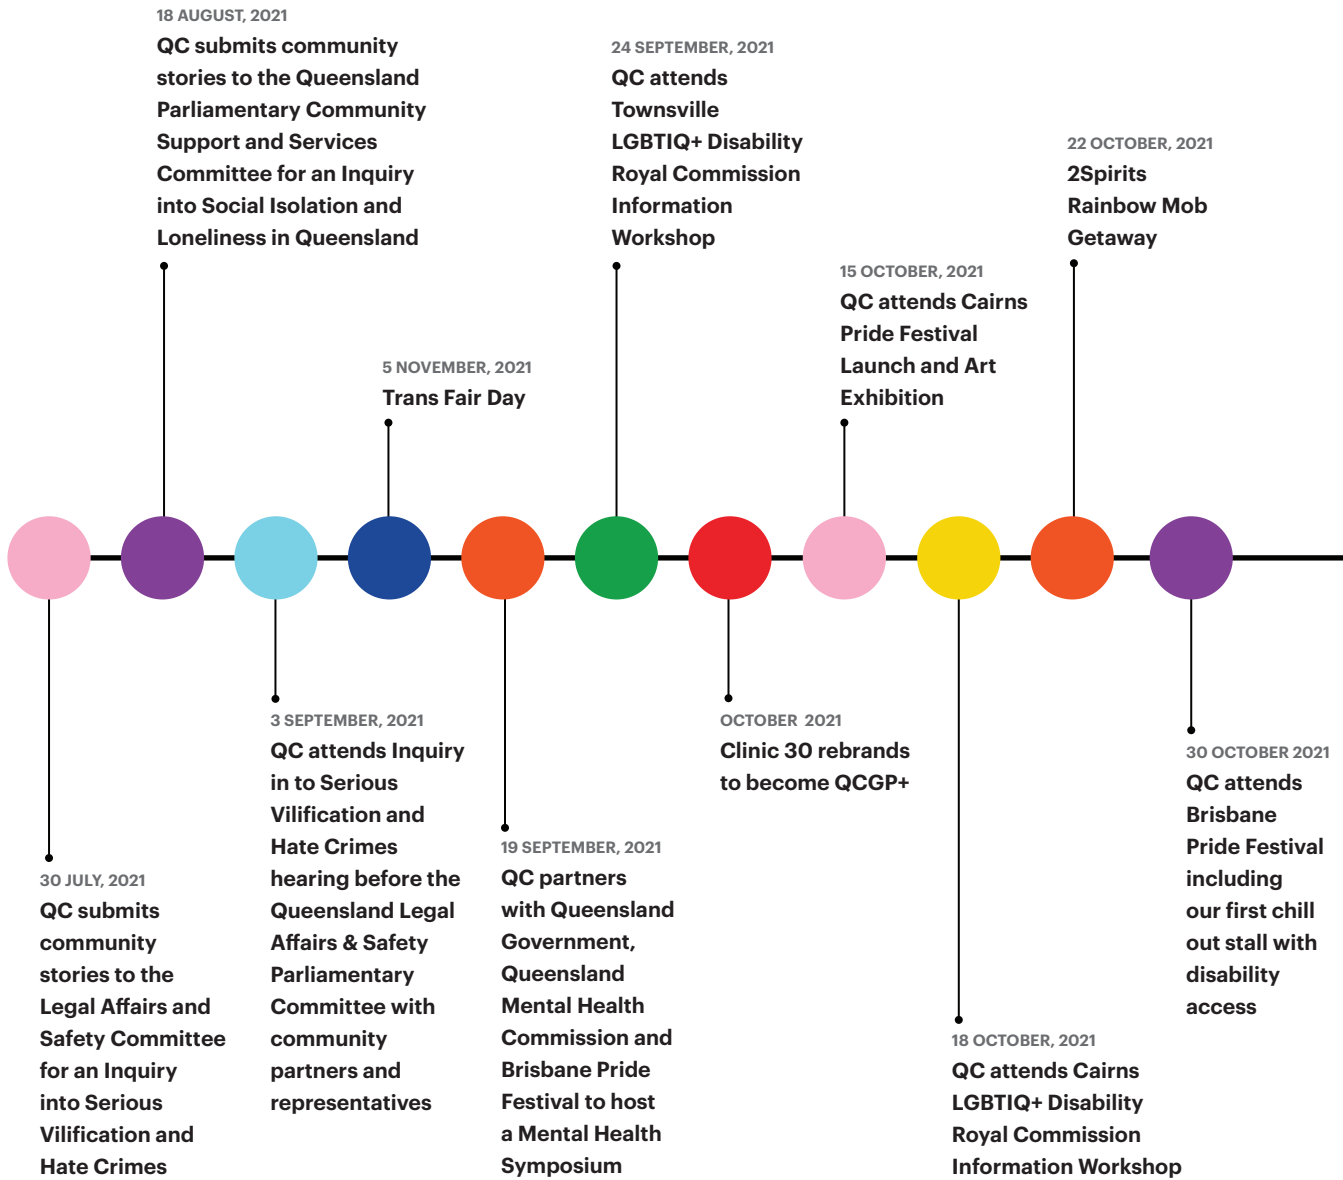 18 AUGUST, 2021
QC submits community
stories to the Queensland
Parliamentary Community
Support and Services
Committee for an Inquiry
into Social Isolation and
Loneliness in Queensland
24 SEPTEMBER, 2021
QC attends
Townsville
LGBTIQ+ Disability
Royal Commission
Information
Workshop
22 OCTOBER, 2021
2Spirits
Rainbow Mob
Getaway
15 OCTOBER, 2021
QC attends Cairns
Pride Festival
Launch and Art
Exhibition
5 NOVEMBER, 2021
Trans Fair Day
30 JULY, 2021
QC submits
community
stories to the
Legal Affairs and
Safety Committee
for an Inquiry
into Serious
Vilification and
Hate Crimes
3 SEPTEMBER, 2021
QC attends Inquiry
in to Serious
Vilification and
Hate Crimes
hearing before the
Queensland Legal
Affairs & Safety
Parliamentary
Committee with
community
partners and
representatives
19 SEPTEMBER, 2021
QC partners
with Queensland
Government,
Queensland
Mental Health
Commission and
Brisbane Pride
Festival to host
a Mental Health
Symposium
OCTOBER 2021
Clinic 30 rebrands
to become QCGP+
18 OCTOBER, 2021
QC attends Cairns
LGBTIQ+ Disability
Royal Commission
Information Workshop
30 OCTOBER 2021
QC attends
Brisbane
Pride Festival
including
our first chill
out stall with
disability
access